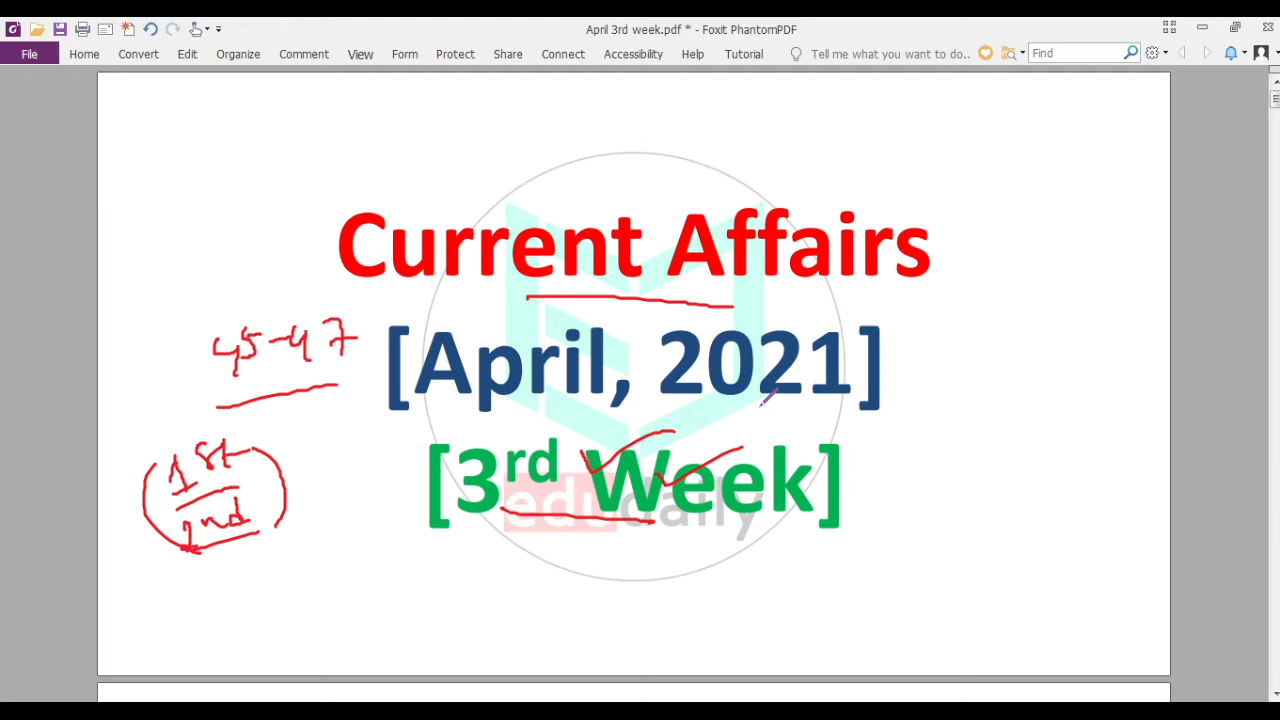 April 3rd week.pdf * - Foxit PhantomPDF
File Home Convert Edit Organize Comment View Form Protect Share Connect Accessibility Help Tutorial Tell me what you want to do.. Find
Current Affairs
45-47
[April, 2021]
1st
[3rd Week]
2nd
edudaily